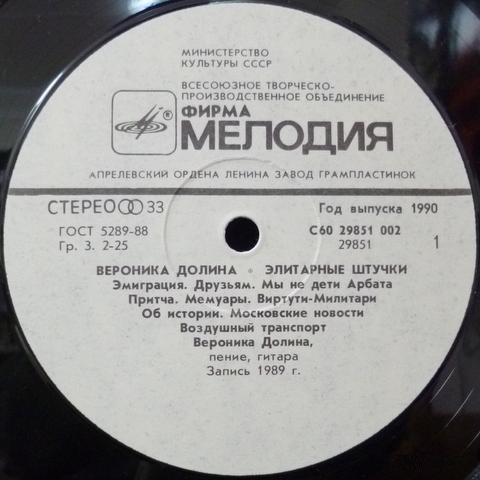 МИНИСТЕРСТВО
КУЛЬТУРЫ СССР
ВСЕСОЮЗНОЕ ТВОРЧЕСКО-
ПРОИЗВОДСТВЕННОЕ ОБЪЕДИНЕНИЕ
ФИРМА
МЕЛОДИЯ
АПРЕЛЕВСКИЙ ОРДЕНА ЛЕНИНА ЗАВОД ГРАМПЛАСТИНОК
СТЕРЕО 33
Год выпуска 1990
ГОСТ 5289-88
С60 29851 002
Гр. 3. 2-25
29851
1
ВЕРОНИКА ДОЛИНА · ЭЛИТАРНЫЕ ШТУЧКИ
Эмиграция. Друзьям. Мы не дети Арбата
Притча. Мемуары. Виртути-Милитари
Об истории. Московские новости
Воздушный транспорт
Вероника Долина,
пение, гитара
Запись 1989 г.